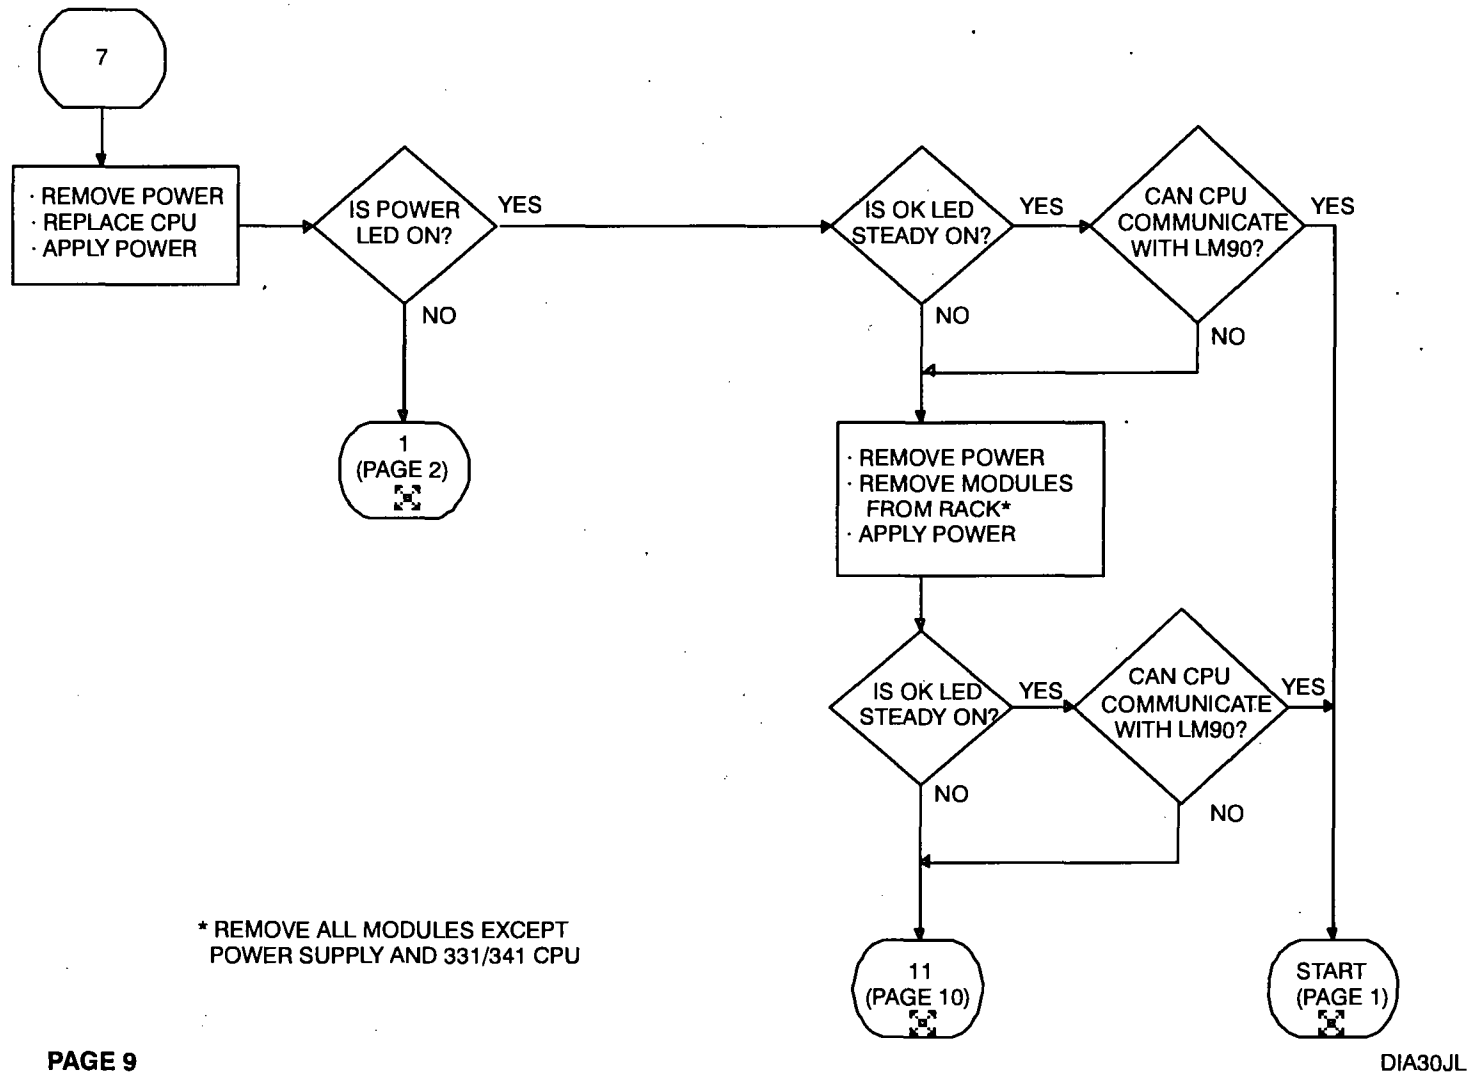 7
· REMOVE POWER
· REPLACE CPU
· APPLY POWER
IS POWER
LED ON?
YES
NO
1
(PAGE 2)
IS OK LED
STEADY ON?
YES
NO
CAN CPU
COMMUNICATE
WITH LM90?
YES
NO
· REMOVE POWER
· REMOVE MODULES
FROM RACK*
· APPLY POWER
IS OK LED
STEADY ON?
YES
NO
CAN CPU
COMMUNICATE
WITH LM90?
YES
NO
* REMOVE ALL MODULES EXCEPT
POWER SUPPLY AND 331/341 CPU
11
(PAGE 10)
START
(PAGE 1)
PAGE 9
DIA30JL